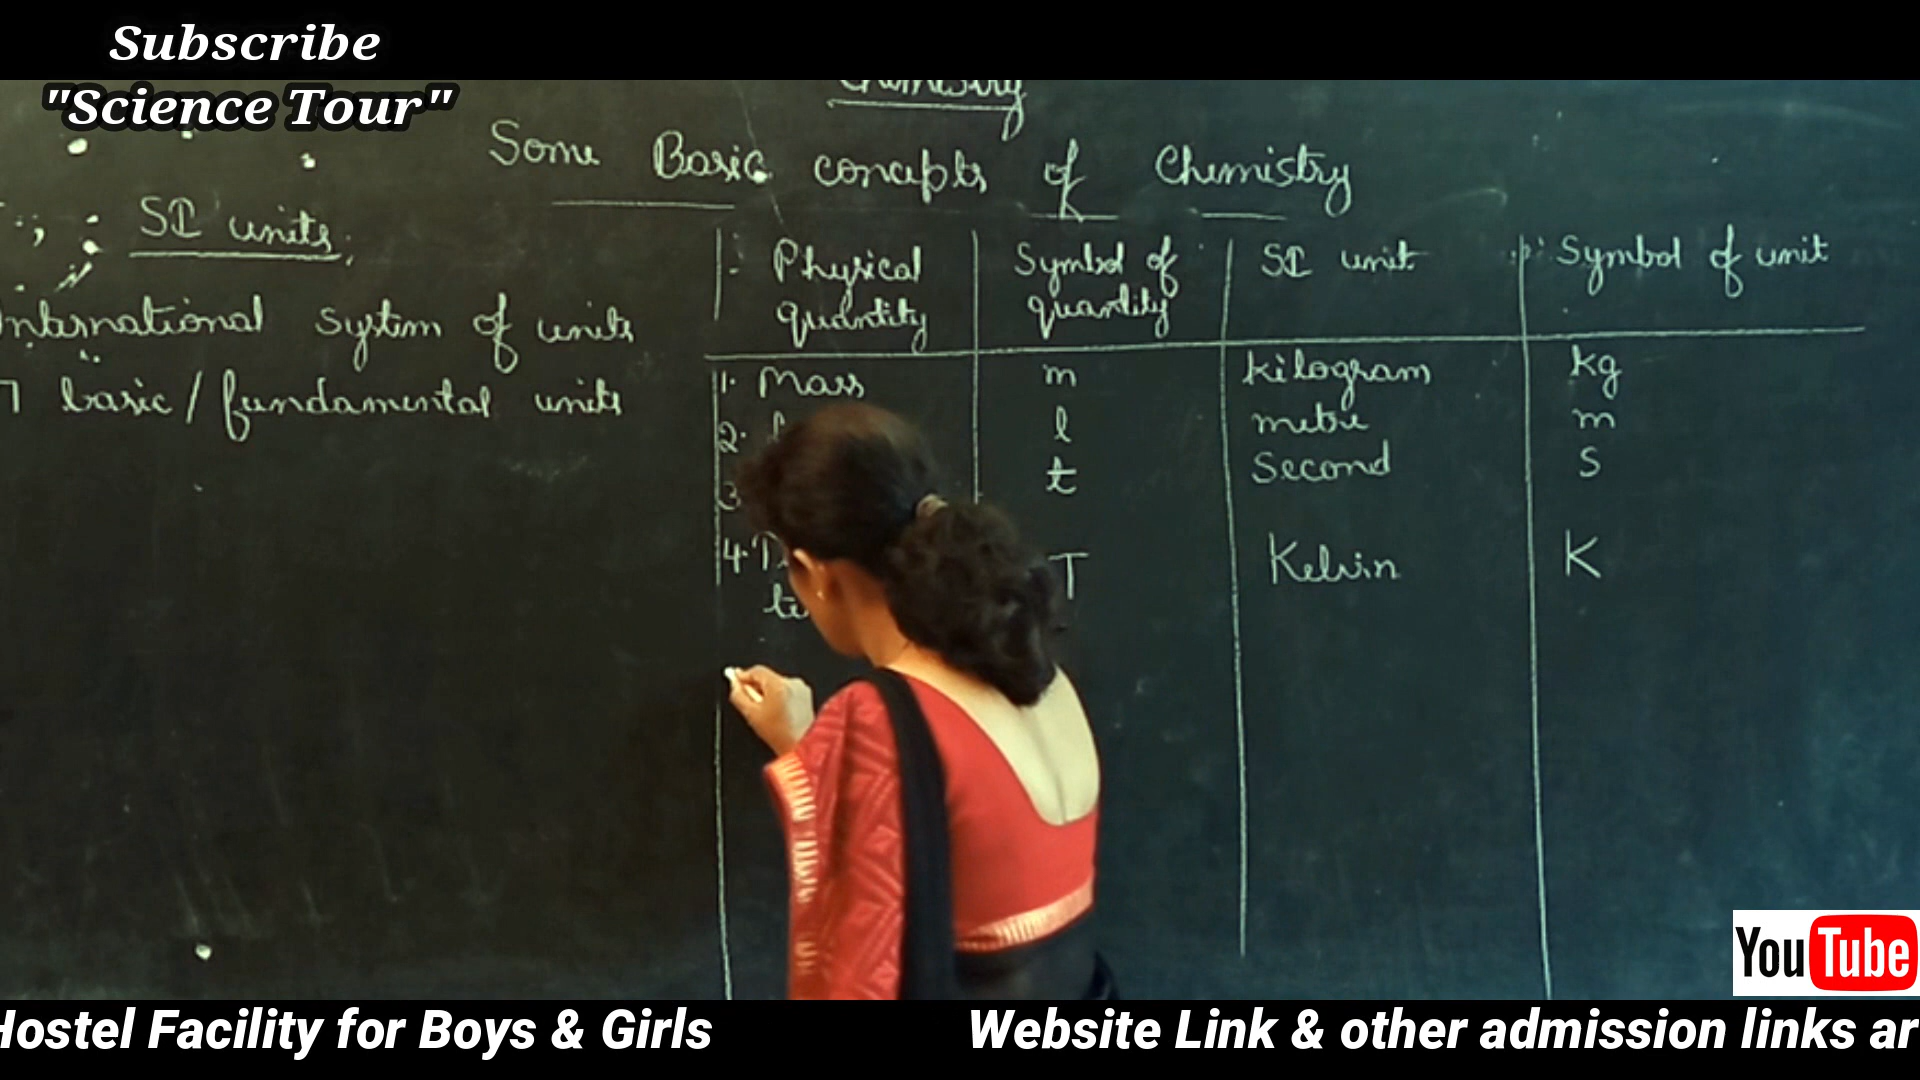 Subscribe
"Science Tour"
Chemistry
Some Basic concepts of Chemistry
SI units
International system of units
7 basic / fundamental units
Physical quantity
Symbol of quantity
SI unit
Symbol of unit
1. Mass m kilogram kg
2. l metre m
3 t Second s
4. T Kelvin K
YouTube
Hostel Facility for Boys & Girls
Website Link & other admission links